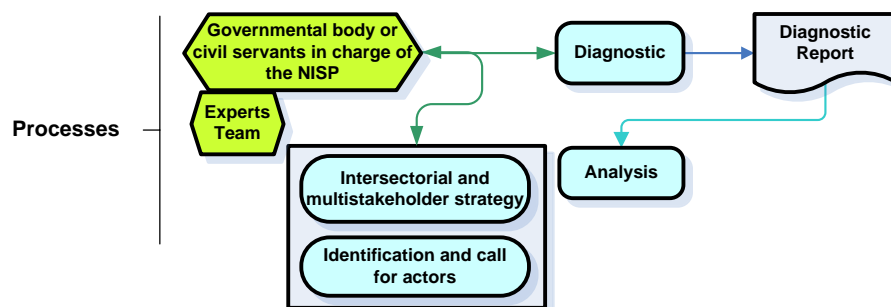 Processes
Governmental body or
civil servants in charge of
the NISP
Experts
Team
Diagnostic
Diagnostic
Report
Intersectorial and
multistakeholder strategy
Identification and call
for actors
Analysis